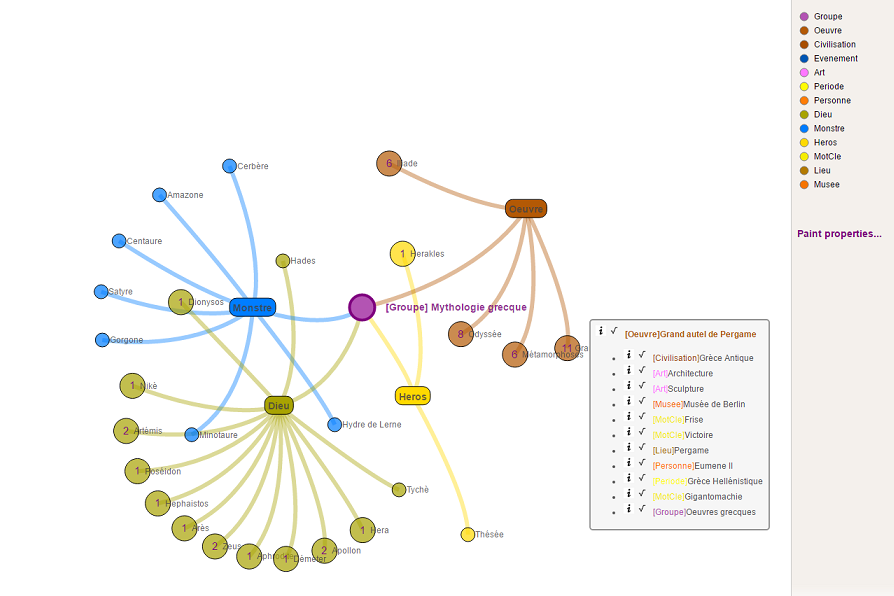 Groupe
Oeuvre
Civilisation
Evenement
Art
Periode
Personne
Dieu
Monstre
Heros
MotCle
Lieu
Musee
Paint properties...
Cerbère
6 Iliade
Amazone
Oeuvre
Centaure
1 Herakles
Hades
Satyre
1 Dionysos
Monstre
[Groupe] Mythologie grecque
Gorgone
8 Odyssée
6 Métamorphoses
11 Gra
1 Nikè
Heros
Dieu
2 Artémis
Minotaure
Hydre de Lerne
1 Poséidon
Tychè
1 Hephaistos
1 Arès
1 Hera
Thésée
2 Zeus
1 Aphrodite
1 Déméter
2 Apollon
i ✓ [Oeuvre]Grand autel de Pergame
• i ✓ [Civilisation]Grèce Antique
• i ✓ [Art]Architecture
• i ✓ [Art]Sculpture
• i ✓ [Musee]Musée de Berlin
• i ✓ [MotCle]Frise
• i ✓ [MotCle]Victoire
• i ✓ [Lieu]Pergame
• i ✓ [Personne]Eumene II
• i ✓ [Periode]Grèce Hellénistique
• i ✓ [MotCle]Gigantomachie
• i ✓ [Groupe]Oeuvres grecques